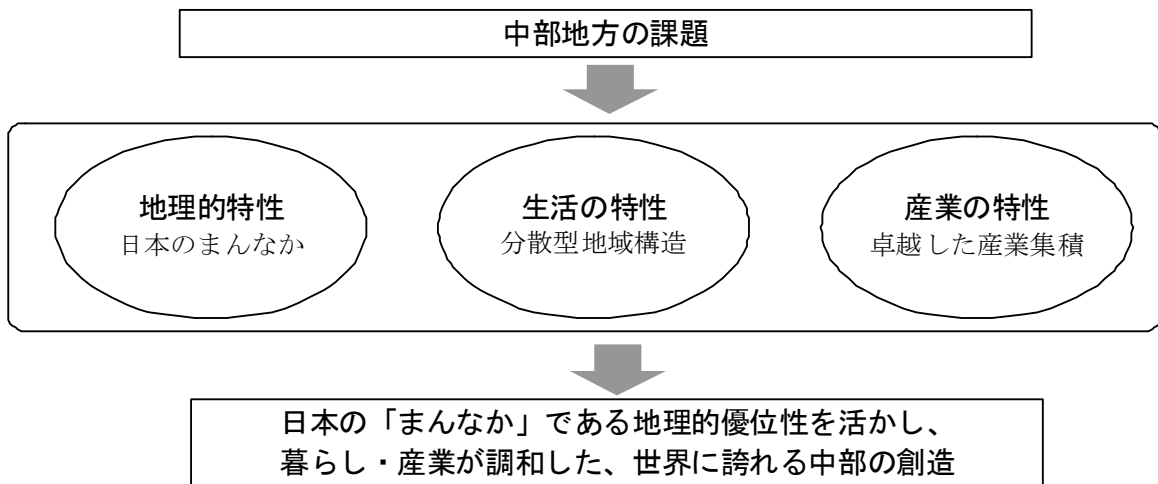 中部地方の課題
地理的特性
日本のまんなか
生活の特性
分散型地域構造
産業の特性
卓越した産業集積
日本の「まんなか」である地理的優位性を活かし、
暮らし・産業が調和した、世界に誇れる中部の創造